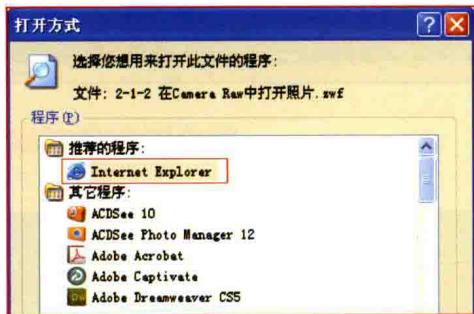 打开方式
选择您想用来打开此文件的程序:
文件: 2-1-2 在Camera Raw中打开照片.swf
程序(P)
推荐的程序:
Internet Explorer
其它程序:
ACDSee 10
ACDSee Photo Manager 12
Adobe Acrobat
Adobe Captivate
Adobe Dreamweaver CS5